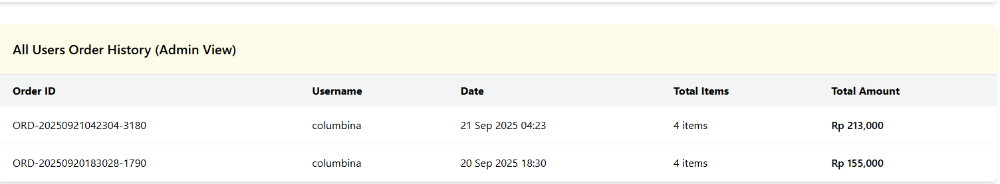 All Users Order History (Admin View)
Order ID Username Date Total Items Total Amount
ORD-20250921042304-3180 columbina 21 Sep 2025 04:23 4 items Rp 213,000
ORD-20250920183028-1790 columbina 20 Sep 2025 18:30 4 items Rp 155,000